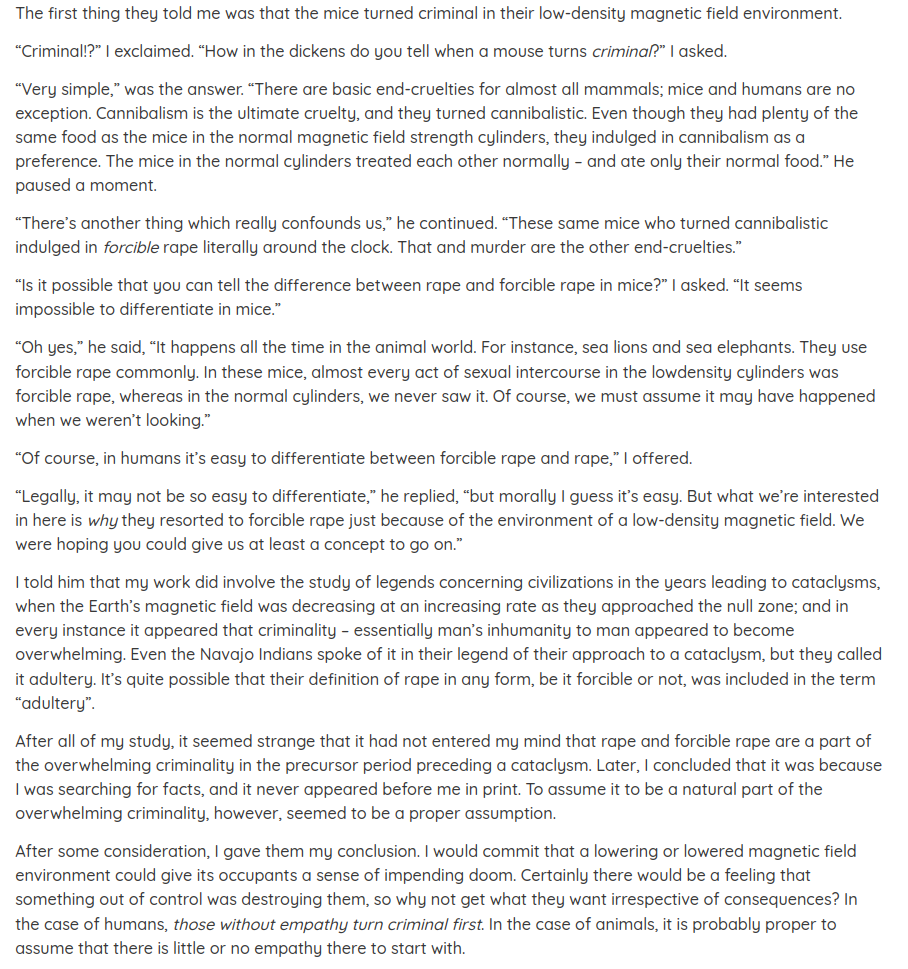 The first thing they told me was that the mice turned criminal in their low-density magnetic field environment.
“Criminal!?” I exclaimed. “How in the dickens do you tell when a mouse turns criminal?” I asked.
“Very simple,” was the answer. “There are basic end-cruelties for almost all mammals; mice and humans are no
exception. Cannibalism is the ultimate cruelty, and they turned cannibalistic. Even though they had plenty of the
same food as the mice in the normal magnetic field strength cylinders, they indulged in cannibalism as a
preference. The mice in the normal cylinders treated each other normally – and ate only their normal food.” He
paused a moment.
“There’s another thing which really confounds us,” he continued. “These same mice who turned cannibalistic
indulged in forcible rape literally around the clock. That and murder are the other end-cruelties.”
“Is it possible that you can tell the difference between rape and forcible rape in mice?” I asked. “It seems
impossible to differentiate in mice.”
“Oh yes,” he said, “It happens all the time in the animal world. For instance, sea lions and sea elephants. They use
forcible rape commonly. In these mice, almost every act of sexual intercourse in the lowdensity cylinders was
forcible rape, whereas in the normal cylinders, we never saw it. Of course, we must assume it may have happened
when we weren’t looking.”
“Of course, in humans it’s easy to differentiate between forcible rape and rape,” I offered.
“Legally, it may not be so easy to differentiate,” he replied, “but morally I guess it’s easy. But what we’re interested
in here is why they resorted to forcible rape just because of the environment of a low-density magnetic field. We
were hoping you could give us at least a concept to go on.”
I told him that my work did involve the study of legends concerning civilizations in the years leading to cataclysms,
when the Earth’s magnetic field was decreasing at an increasing rate as they approached the null zone; and in
every instance it appeared that criminality – essentially man’s inhumanity to man appeared to become
overwhelming. Even the Navajo Indians spoke of it in their legend of their approach to a cataclysm, but they called
it adultery. It’s quite possible that their definition of rape in any form, be it forcible or not, was included in the term
“adultery”.
After all of my study, it seemed strange that it had not entered my mind that rape and forcible rape are a part of
the overwhelming criminality in the precursor period preceding a cataclysm. Later, I concluded that it was because
I was searching for facts, and it never appeared before me in print. To assume it to be a natural part of the
overwhelming criminality, however, seemed to be a proper assumption.
After some consideration, I gave them my conclusion. I would commit that a lowering or lowered magnetic field
environment could give its occupants a sense of impending doom. Certainly there would be a feeling that
something out of control was destroying them, so why not get what they want irrespective of consequences? In
the case of humans, those without empathy turn criminal first. In the case of animals, it is probably proper to
assume that there is little or no empathy there to start with.